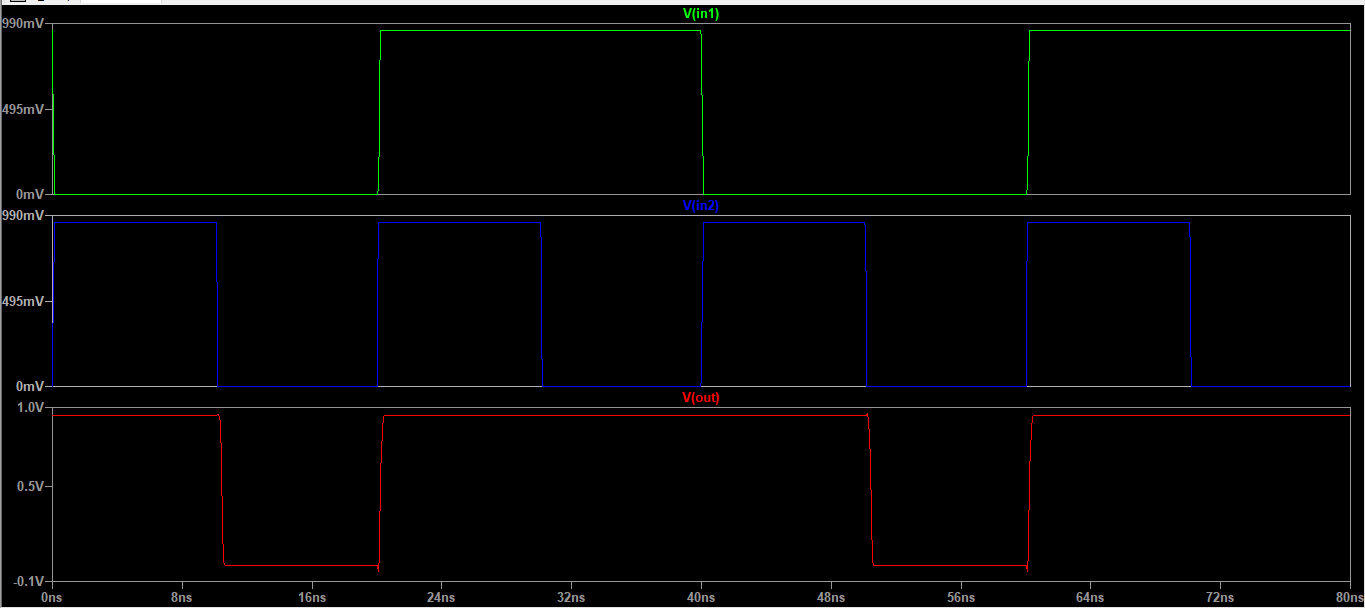 V(in1)
990mV
495mV
0mV
V(in2)
990mV
495mV
0mV
V(out)
1.0V
0.5V
-0.1V
0ns 8ns 16ns 24ns 32ns 40ns 48ns 56ns 64ns 72ns 80ns